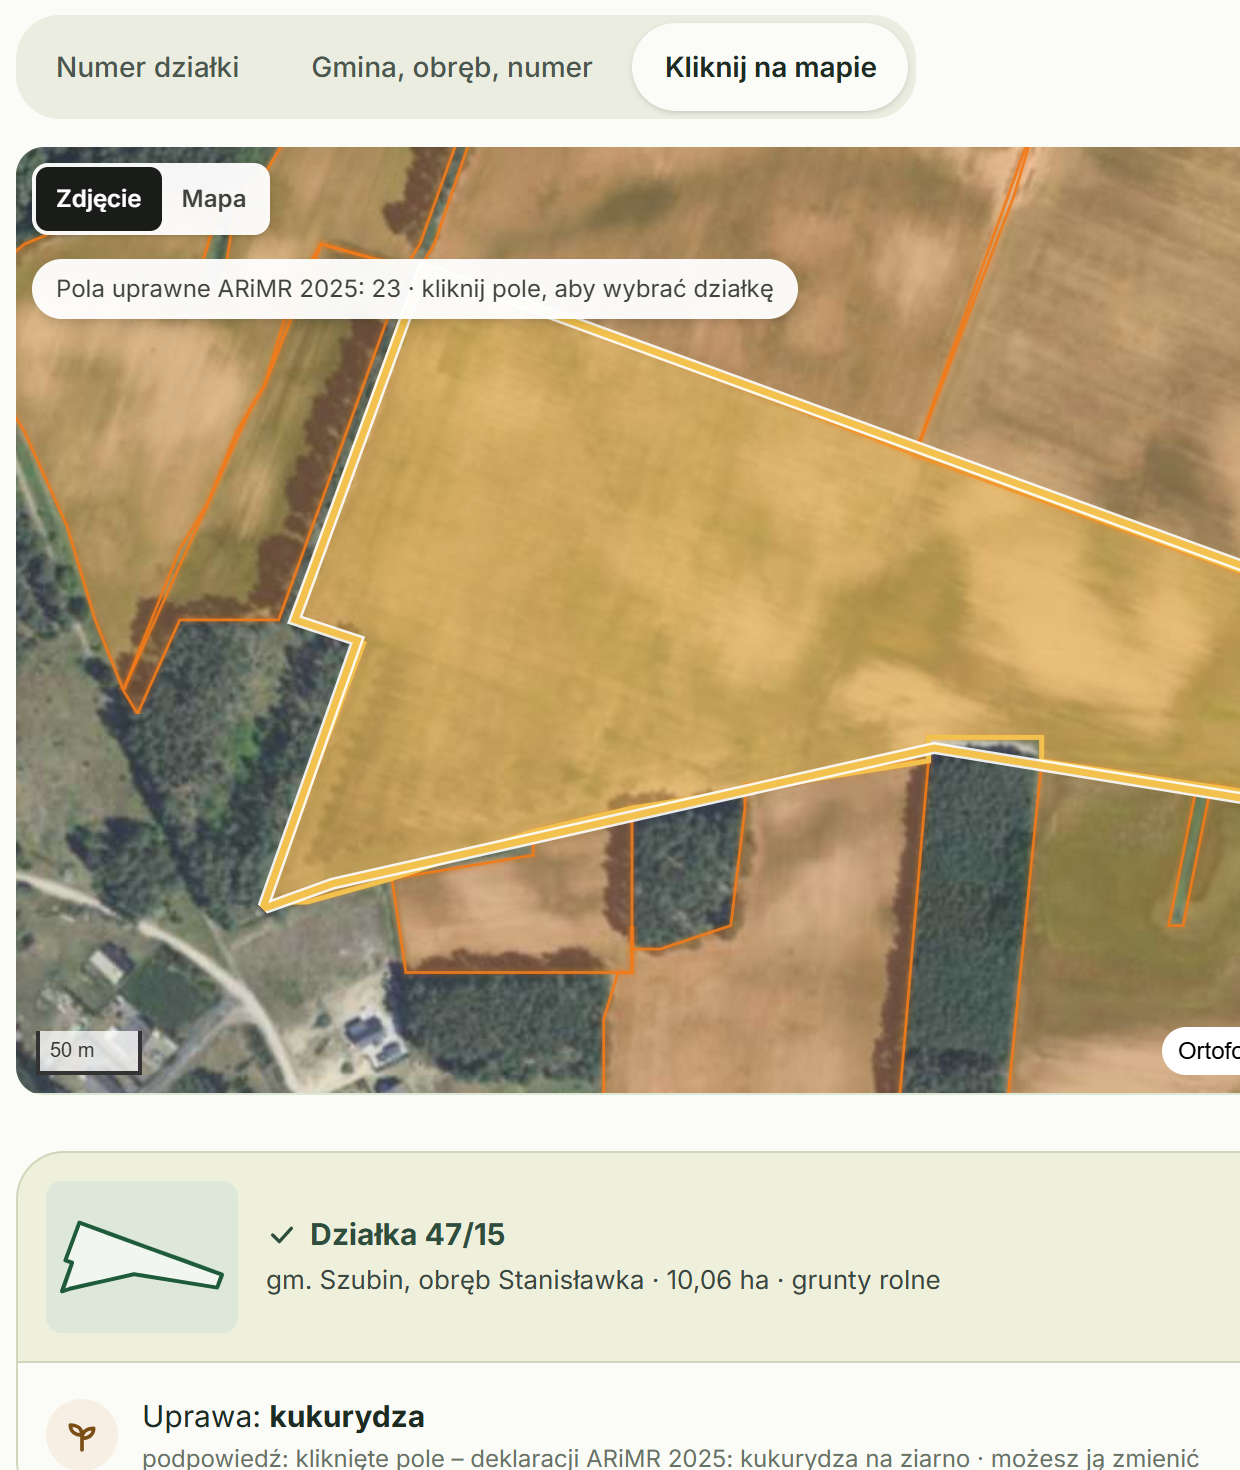 Numer działki
Gmina, obręb, numer
Kliknij na mapie
Zdjęcie
Mapa
Pola uprawne ARiMR 2025: 23 · kliknij pole, aby wybrać działkę
50 m
Ortofo
Działka 47/15
gm. Szubin, obręb Stanisławka · 10,06 ha · grunty rolne
Uprawa: kukurydza
podpowiedź: kliknięte pole – deklaracji ARiMR 2025: kukurydza na ziarno · możesz ją zmienić